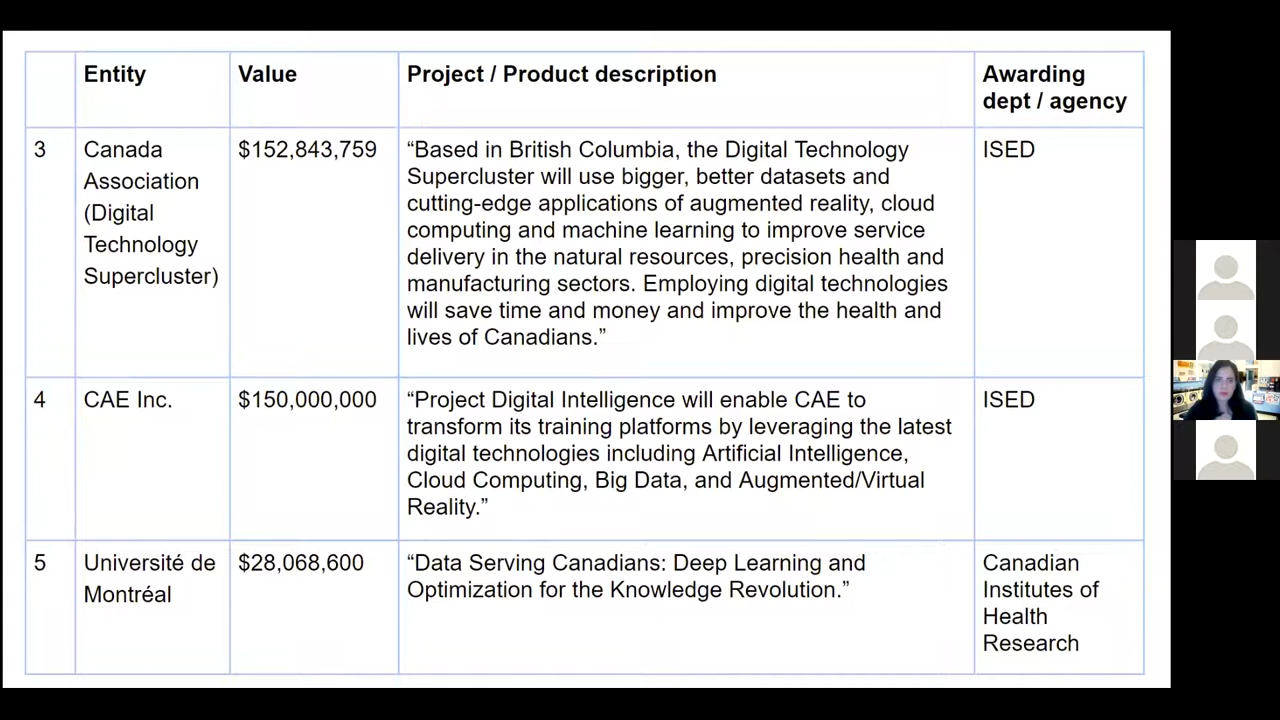 Entity
Value
Project / Product description
Awarding
dept / agency
3
Canada
Association
(Digital
Technology
Supercluster)
$152,843,759
“Based in British Columbia, the Digital Technology
Supercluster will use bigger, better datasets and
cutting-edge applications of augmented reality, cloud
computing and machine learning to improve service
delivery in the natural resources, precision health and
manufacturing sectors. Employing digital technologies
will save time and money and improve the health and
lives of Canadians.”
ISED
4
CAE Inc.
$150,000,000
“Project Digital Intelligence will enable CAE to
transform its training platforms by leveraging the latest
digital technologies including Artificial Intelligence,
Cloud Computing, Big Data, and Augmented/Virtual
Reality.”
ISED
5
Université de
Montréal
$28,068,600
“Data Serving Canadians: Deep Learning and
Optimization for the Knowledge Revolution.”
Canadian
Institutes of
Health
Research